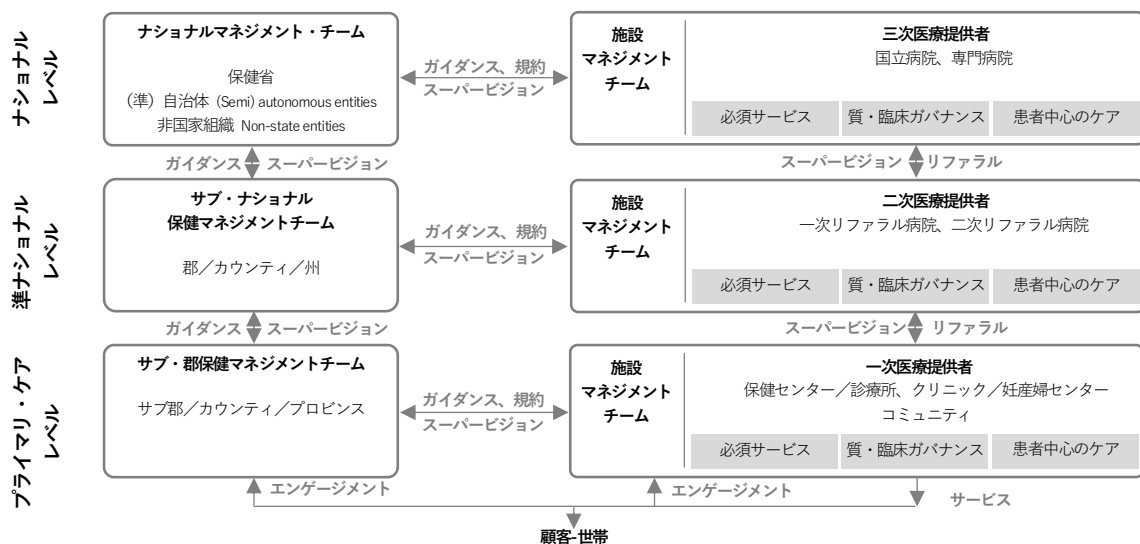 ナショナル
レベル
ナショナルマネジメント・チーム
保健省
（準）自治体 (Semi) autonomous entities
非国家組織 Non-state entities
ガイダンス、規約
スーパービジョン
施設
マネジメント
チーム
三次医療提供者
国立病院、専門病院
必須サービス
質・臨床ガバナンス
患者中心のケア
ガイダンス
スーパービジョン
スーパービジョン
リファラル
準ナショナル
レベル
サブ・ナショナル
保健マネジメントチーム
郡／カウンティ／州
ガイダンス、規約
スーパービジョン
施設
マネジメント
チーム
二次医療提供者
一次リファラル病院、二次リファラル病院
必須サービス
質・臨床ガバナンス
患者中心のケア
ガイダンス
スーパービジョン
スーパービジョン
リファラル
プライマリ・ケア
レベル
サブ・郡保健マネジメントチーム
サブ郡／カウンティ／プロビンス
ガイダンス、規約
スーパービジョン
施設
マネジメント
チーム
一次医療提供者
保健センター／診療所、クリニック／妊産婦センター
コミュニティ
必須サービス
質・臨床ガバナンス
患者中心のケア
エンゲージメント
エンゲージメント
サービス
顧客-世帯